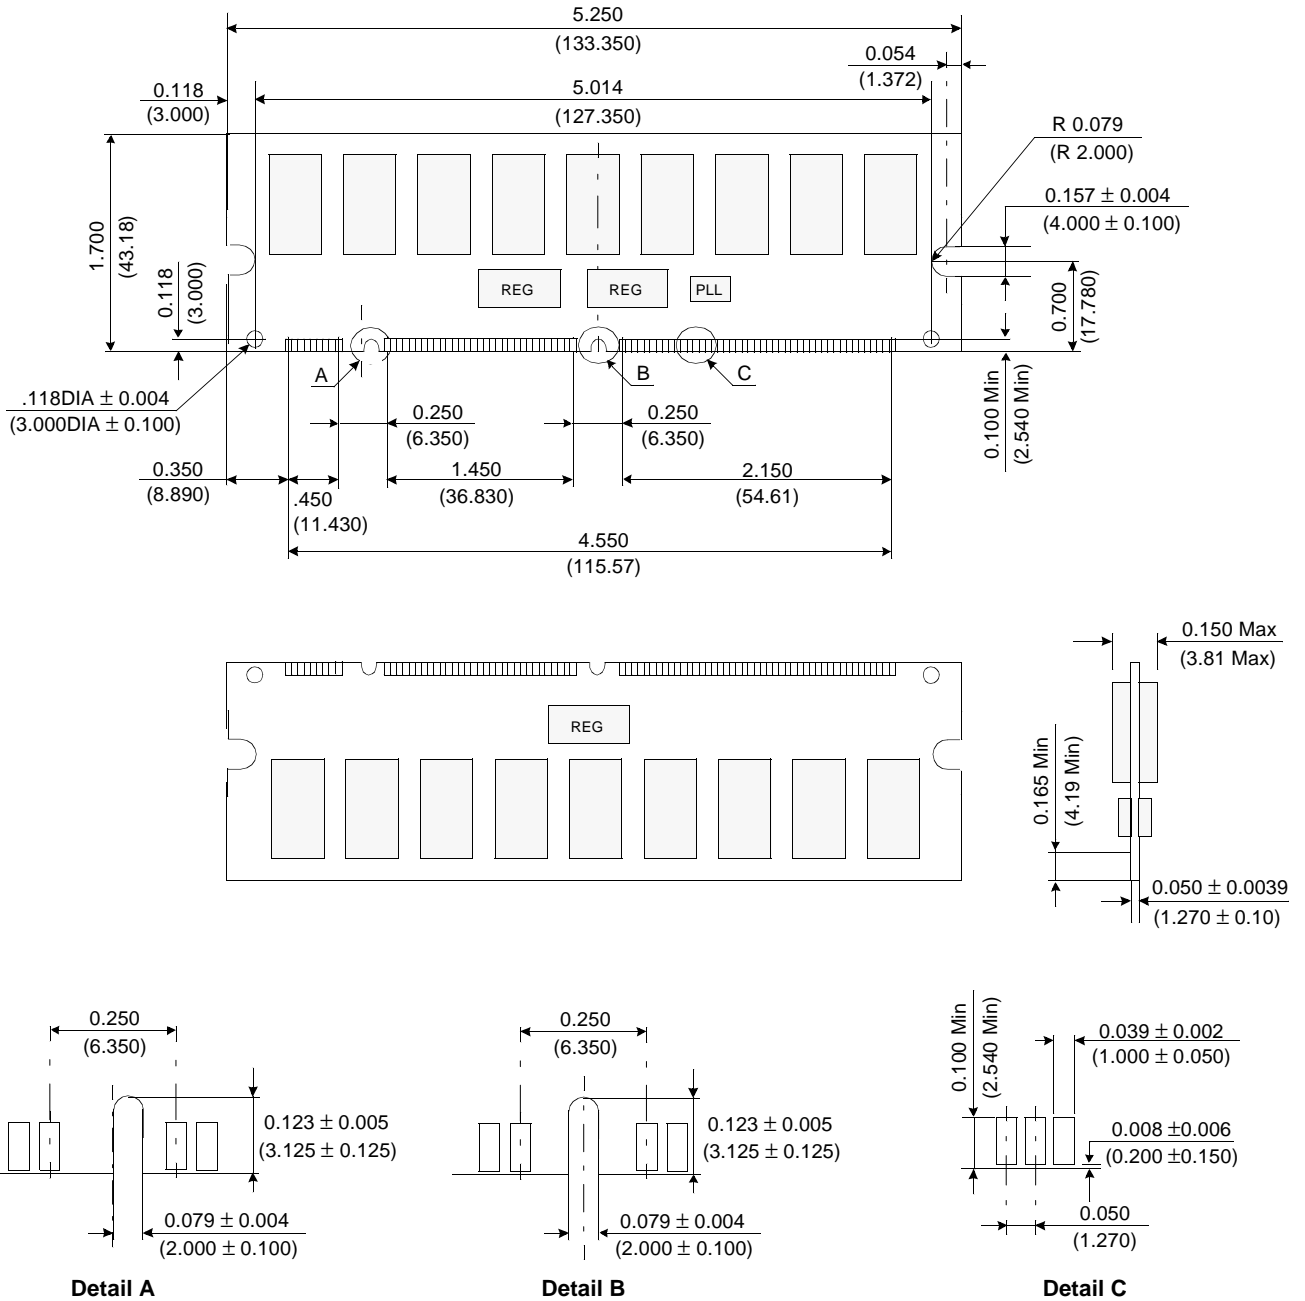 5.250
(133.350)
0.054
(1.372)
0.118
(3.000)
5.014
(127.350)
R 0.079
(R 2.000)
0.157 ± 0.004
(4.000 ± 0.100)
1.700
(43.18)
0.118
(3.000)
REG
REG
PLL
0.700
(17.780)
A
B
C
.118DIA ± 0.004
(3.000DIA ± 0.100)
0.250
(6.350)
0.250
(6.350)
0.100 Min
(2.540 Min)
0.350
(8.890)
.450
(11.430)
1.450
(36.830)
2.150
(54.61)
4.550
(115.57)
0.150 Max
(3.81 Max)
REG
0.165 Min
(4.19 Min)
0.050 ± 0.0039
(1.270 ± 0.10)
0.250
(6.350)
0.123 ± 0.005
(3.125 ± 0.125)
0.079 ± 0.004
(2.000 ± 0.100)
Detail A
0.250
(6.350)
0.123 ± 0.005
(3.125 ± 0.125)
0.079 ± 0.004
(2.000 ± 0.100)
Detail B
0.100 Min
(2.540 Min)
0.039 ± 0.002
(1.000 ± 0.050)
0.008 ±0.006
(0.200 ±0.150)
0.050
(1.270)
Detail C